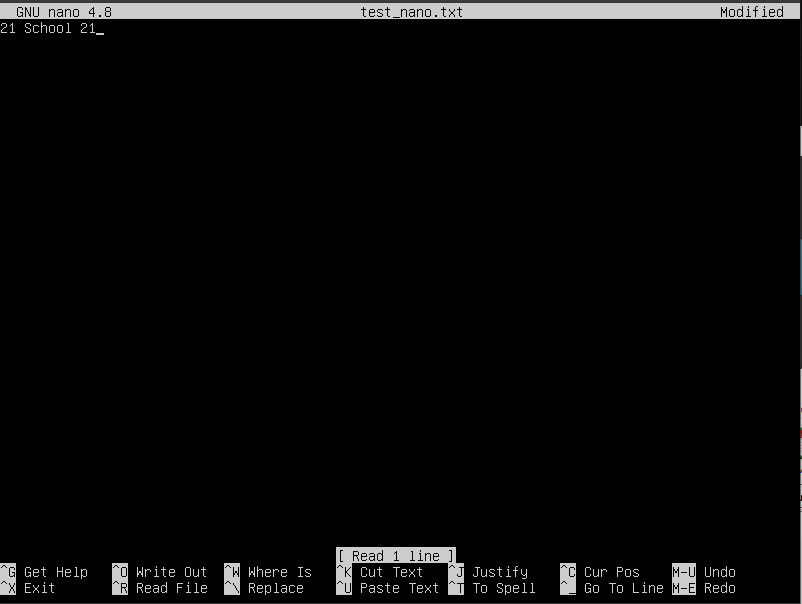 GNU nano 4.8 test_nano.txt Modified
21 School 21_
[ Read 1 line ]
^G Get Help ^O Write Out ^W Where Is ^K Cut Text ^J Justify ^C Cur Pos M-U Undo
^X Exit ^R Read File ^\ Replace ^U Paste Text ^T To Spell ^_ Go To Line M-E Redo